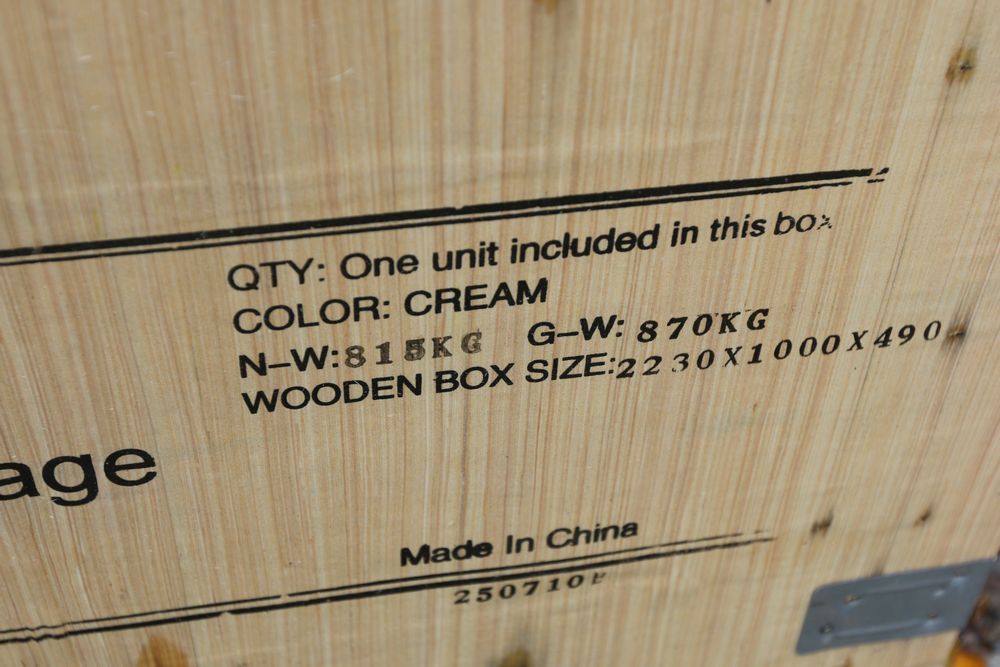 QTY: One unit included in this box
COLOR: CREAM
N-W:815KG G-W: 870KG
WOODEN BOX SIZE:2230X1000X490
age
Made In China
250710